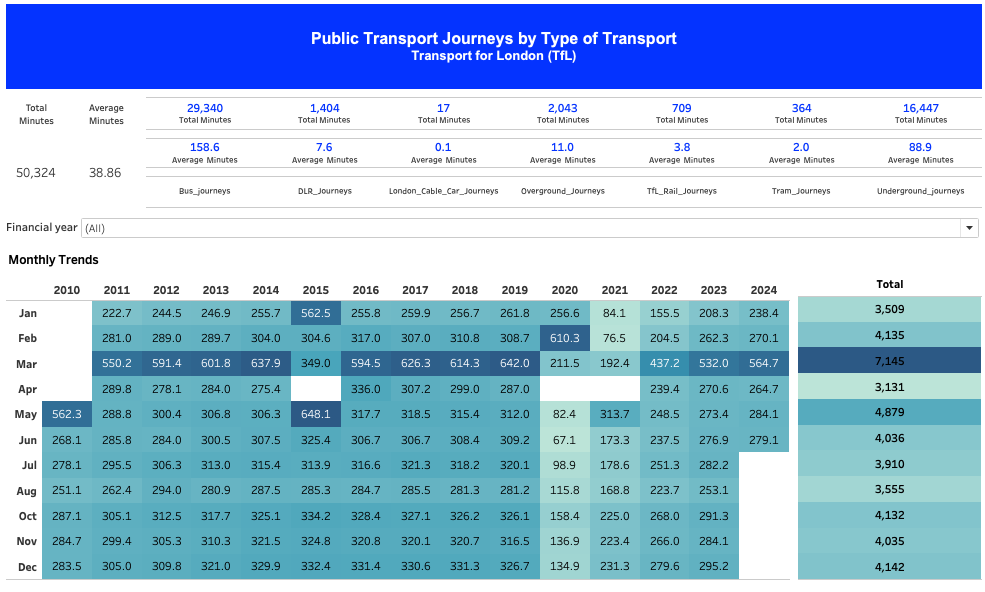 Public Transport Journeys by Type of Transport
Transport for London (TfL)
Total Minutes
Average Minutes
50,324 38.86
29,340 1,404 17 2,043 709 364 16,447
Total Minutes Total Minutes Total Minutes Total Minutes Total Minutes Total Minutes Total Minutes
158.6 7.6 0.1 11.0 3.8 2.0 88.9
Average Minutes Average Minutes Average Minutes Average Minutes Average Minutes Average Minutes Average Minutes
Bus_journeys DLR_Journeys London_Cable_Car_Journeys Overground_Journeys TfL_Rail_Journeys Tram_Journeys Underground_journeys
Financial year (All)
Monthly Trends
2010 2011 2012 2013 2014 2015 2016 2017 2018 2019 2020 2021 2022 2023 2024 Total
Jan 222.7 244.5 246.9 255.7 562.5 255.8 259.9 256.7 261.8 256.6 84.1 155.5 208.3 238.4 3,509
Feb 281.0 289.0 289.7 304.0 304.6 317.0 307.0 310.8 308.7 610.3 76.5 204.5 262.3 270.1 4,135
Mar 550.2 591.4 601.8 637.9 349.0 594.5 626.3 614.3 642.0 211.5 192.4 437.2 532.0 564.7 7,145
Apr 289.8 278.1 284.0 275.4 336.0 307.2 299.0 287.0 239.4 270.6 264.7 3,131
May 562.3 288.8 300.4 306.8 306.3 648.1 317.7 318.5 315.4 312.0 82.4 313.7 248.5 273.4 284.1 4,879
Jun 268.1 285.8 284.0 300.5 307.5 325.4 306.7 306.7 308.4 309.2 67.1 173.3 237.5 276.9 279.1 4,036
Jul 278.1 295.5 306.3 313.0 315.4 313.9 316.6 321.3 318.2 320.1 98.9 178.6 251.3 282.2 3,910
Aug 251.1 262.4 294.0 280.9 287.5 285.3 284.7 285.5 281.3 281.2 115.8 168.8 223.7 253.1 3,555
Oct 287.1 305.1 312.5 317.7 325.1 334.2 328.4 327.1 326.2 326.1 158.4 225.0 268.0 291.3 4,132
Nov 284.7 299.4 305.3 310.3 321.5 324.8 320.8 320.1 320.7 316.5 136.9 223.4 266.0 284.1 4,035
Dec 283.5 305.0 309.8 321.0 329.9 332.4 331.4 330.6 331.3 326.7 134.9 231.3 279.6 295.2 4,142